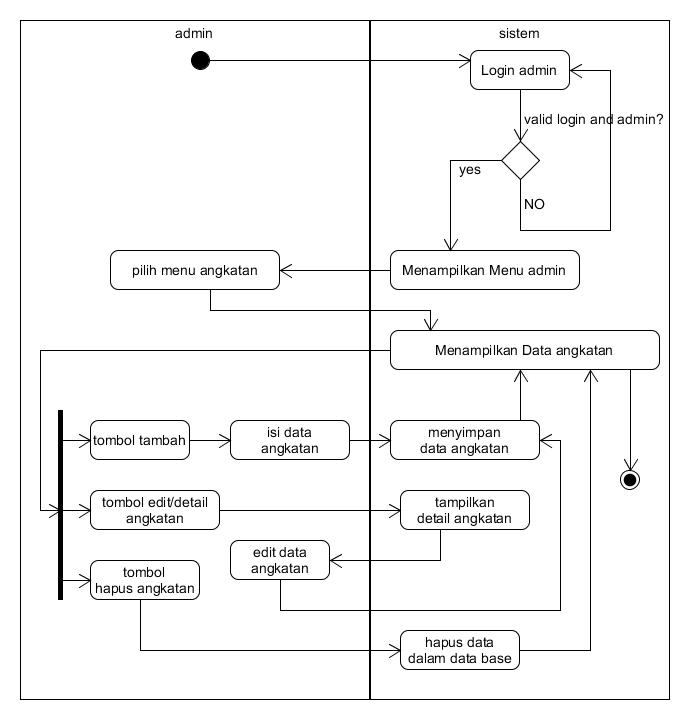 admin
sistem
Login admin
valid login and admin?
yes
NO
pilih menu angkatan
Menampilkan Menu admin
Menampilkan Data angkatan
tombol tambah
isi data
angkatan
menyimpan
data angkatan
tombol edit/detail
angkatan
tampilkan
detail angkatan
edit data
angkatan
tombol
hapus angkatan
hapus data
dalam data base